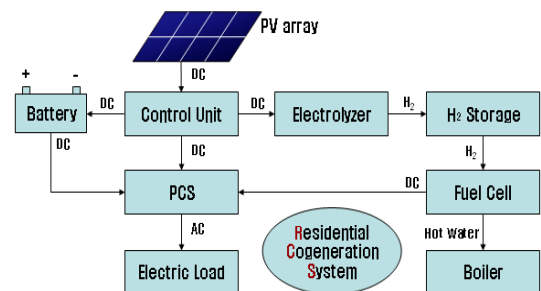 PV array
DC
+ -
Battery
DC
Control Unit
DC
Electrolyzer
H2
H2 Storage
DC
DC
H2
PCS
DC
Fuel Cell
AC
Hot Water
Residential
Cogeneration
System
Electric Load
Boiler